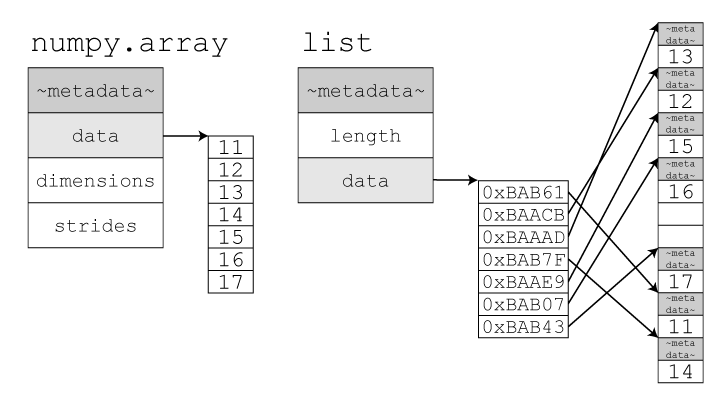 numpy.array
~metadata~
data
dimensions
strides
11
12
13
14
15
16
17
list
~metadata~
length
data
0xBAB61
0xBAACB
0xBAAAD
0xBAB7F
0xBAAE9
0xBAB07
0xBAB43
~meta
data~
13
~meta
data~
12
~meta
data~
15
~meta
data~
16
~meta
data~
17
~meta
data~
11
~meta
data~
14